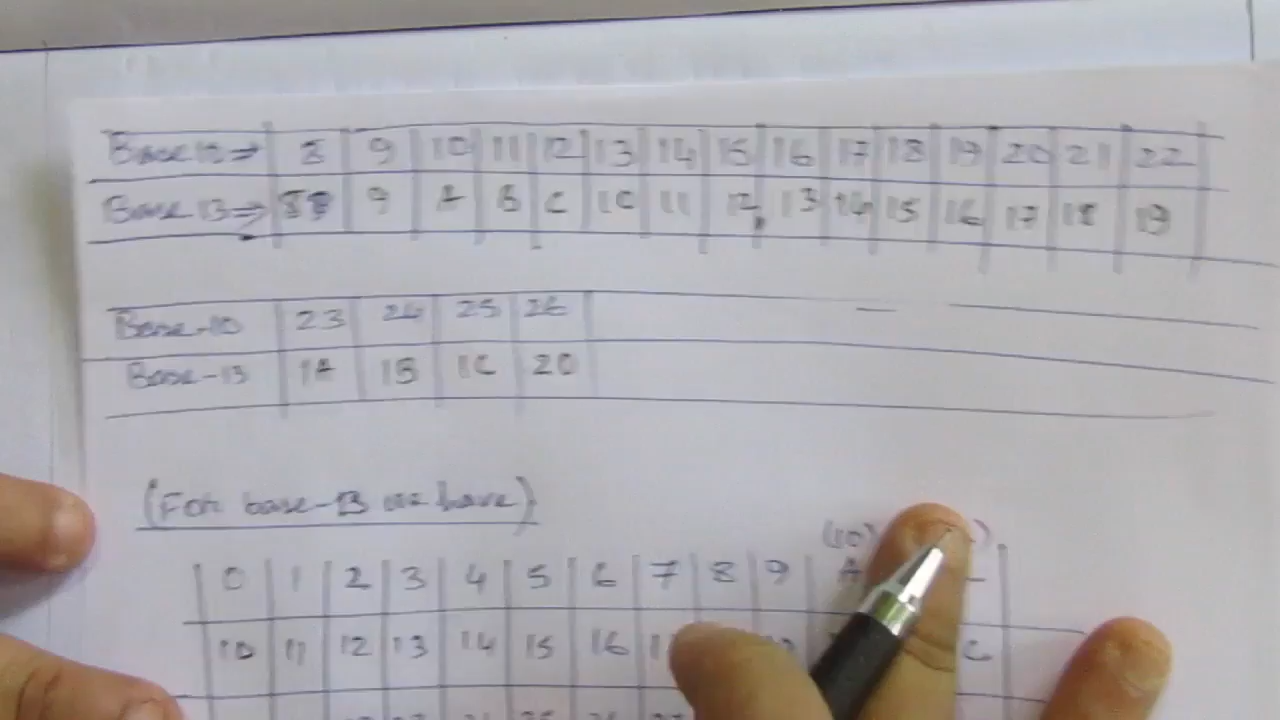 Base 10⇒ 8 9 10 11 12 13 14 15 16 17 18 19 20 21 22
Base 13⇒ 8 9 A B C 10 11 12 13 14 15 16 17 18 19
Base-10 23 24 25 26
Base-13 1A 1B 1C 20
(For base-13 we have)
(10)
0 1 2 3 4 5 6 7 8 9 A
10 11 12 13 14 15 16